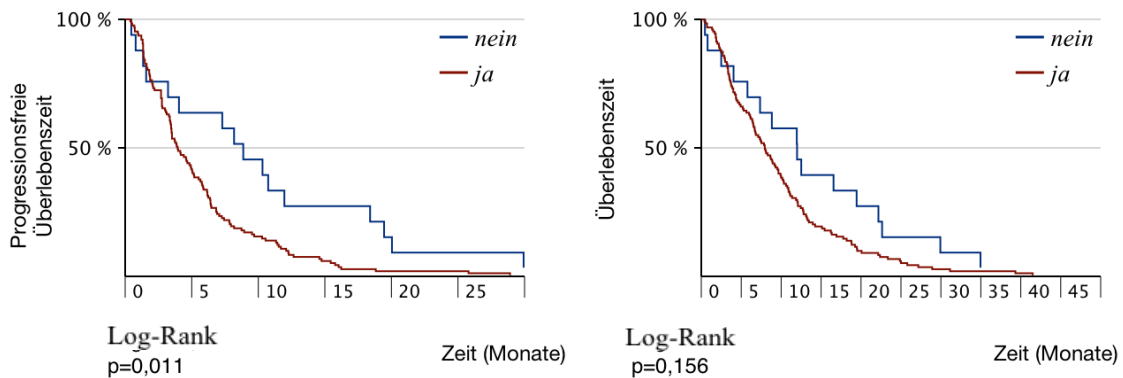 100 %
nein
ja
Progressionsfreie
Überlebenszeit
50 %
0 5 10 15 20 25
Log-Rank
p=0,011
Zeit (Monate)
100 %
nein
ja
Überlebenszeit
50 %
0 5 10 15 20 25 30 35 40 45
Log-Rank
p=0,156
Zeit (Monate)